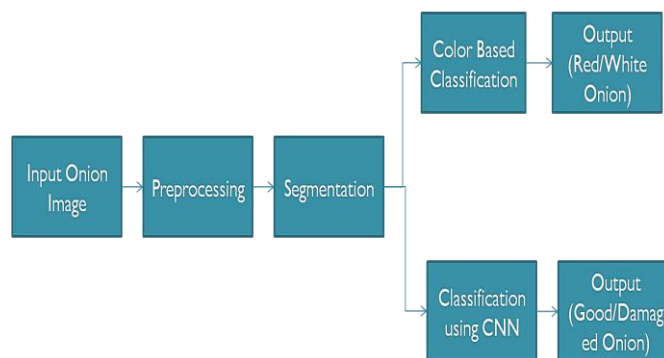 Input Onion
Image
Preprocessing
Segmentation
Color Based
Classification
Output
(Red/White
Onion)
Classification
using CNN
Output
(Good/Damag
ed Onion)